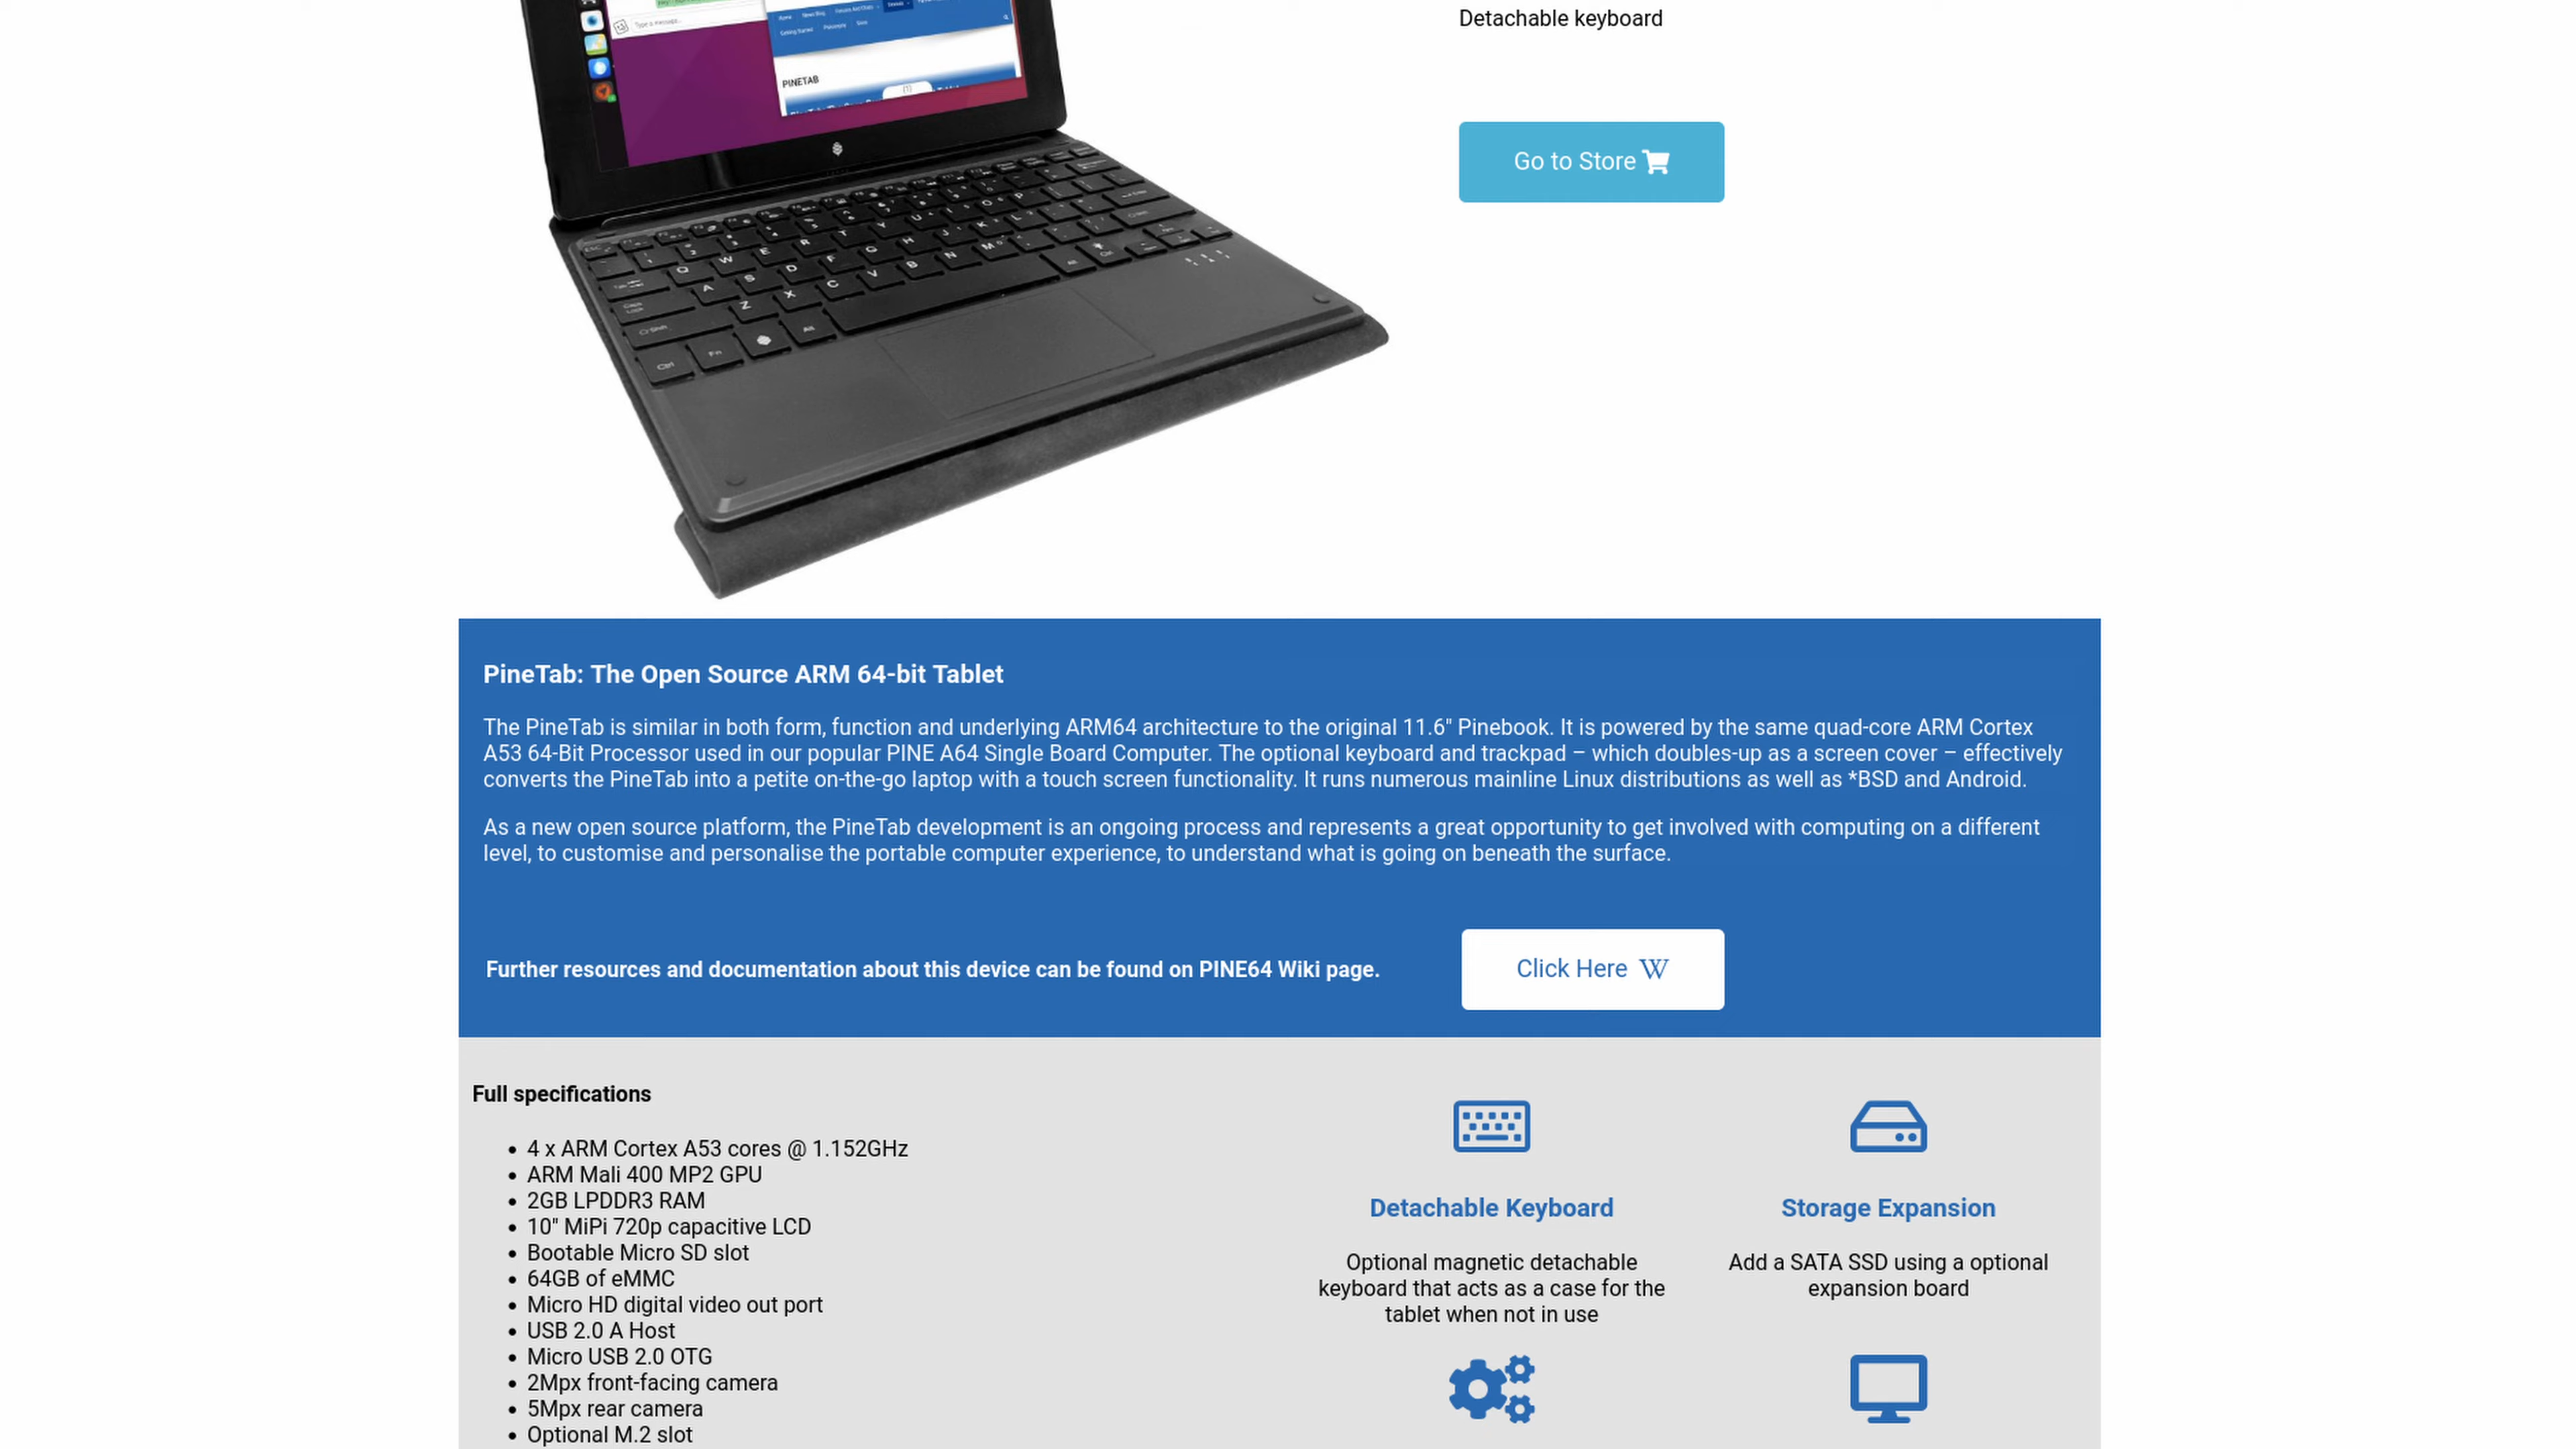 Type a message...
PINETAB
Detachable keyboard
Go to Store
PineTab: The Open Source ARM 64-bit Tablet
The PineTab is similar in both form, function and underlying ARM64 architecture to the original 11.6" Pinebook. It is powered by the same quad-core ARM Cortex
A53 64-Bit Processor used in our popular PINE A64 Single Board Computer. The optional keyboard and trackpad – which doubles-up as a screen cover – effectively
converts the PineTab into a petite on-the-go laptop with a touch screen functionality. It runs numerous mainline Linux distributions as well as *BSD and Android.
As a new open source platform, the PineTab development is an ongoing process and represents a great opportunity to get involved with computing on a different
level, to customise and personalise the portable computer experience, to understand what is going on beneath the surface.
Further resources and documentation about this device can be found on PINE64 Wiki page.
Click Here W
Full specifications
• 4 x ARM Cortex A53 cores @ 1.152GHz
• ARM Mali 400 MP2 GPU
• 2GB LPDDR3 RAM
• 10" MiPi 720p capacitive LCD
• Bootable Micro SD slot
• 64GB of eMMC
• Micro HD digital video out port
• USB 2.0 A Host
• Micro USB 2.0 OTG
• 2Mpx front-facing camera
• 5Mpx rear camera
• Optional M.2 slot
Detachable Keyboard
Optional magnetic detachable
keyboard that acts as a case for the
tablet when not in use
Storage Expansion
Add a SATA SSD using a optional
expansion board